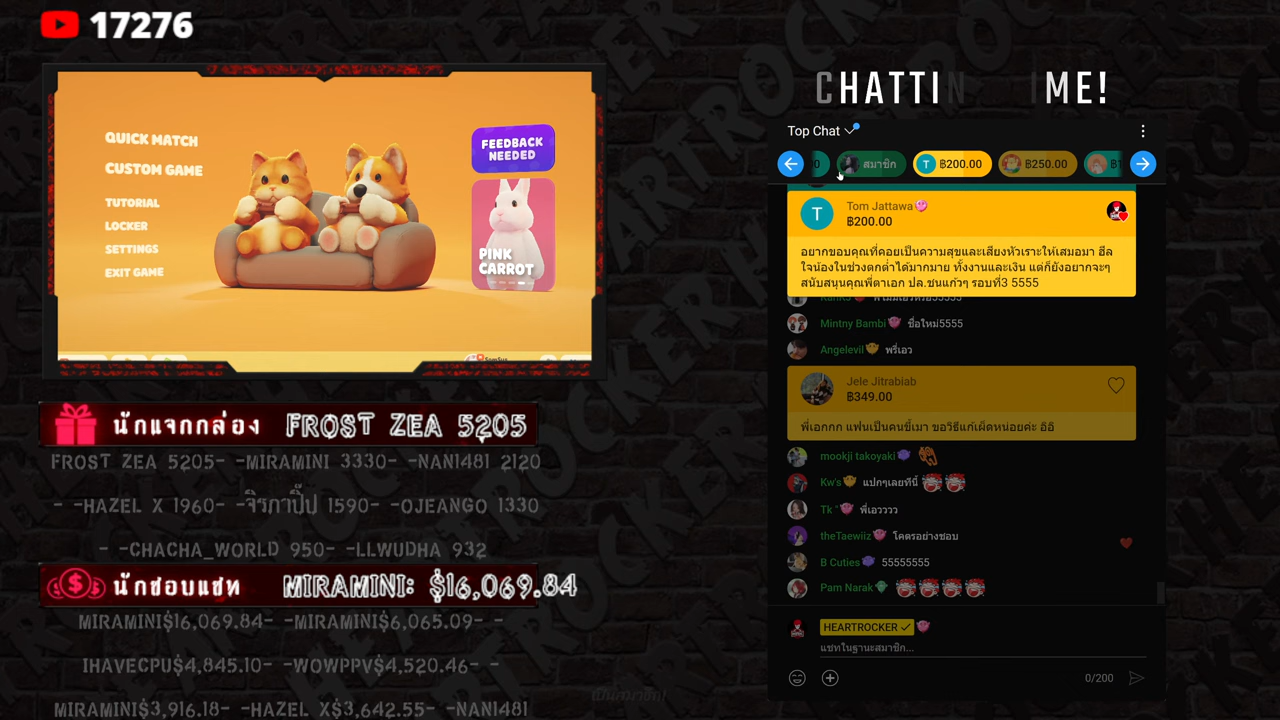 17276
CHATTIN IME!
QUICK MATCH
CUSTOM GAME
TUTORIAL
LOCKER
SETTINGS
EXIT GAME
FEEDBACK
NEEDED
PINK
CARROT
Top Chat
สมาชิก
฿200.00
฿250.00
Tom Jattawa
฿200.00
อยากขอบคุณที่คอยเป็นความสุขและเสียงหัวเราะให้เสมอมา ฮีล
ใจน้องในช่วงตกต่ำได้มากมาย ทั้งงานและเงิน แต่ก็ยังอยากจะๆ
สนับสนุนคุณพี่ตาเอก ปล.ชนแก้วๆ รอบที่3 5555
Mintny Bambi ชื่อใหม่5555
Angelevil พรี่เอว
Jele Jitrabiab
฿349.00
พี่เอกกก แฟนเป็นคนขี้เมา ขอวิธีแก้เผ็ดหน่อยค่ะ อิอิ
mookji takoyaki
Kw's แปกๆเลยทีนี้
Tk พี่เอวววว
theTaewiiz โคตรอย่างชอบ
B Cuties 55555555
Pam Narak
HEARTROCKER
แชทในฐานะสมาชิก...
0/200
นักแจกกล่อง FROST ZEA 5205
FROST ZEA 5205- -MIRAMINI 3330- -NAN1481 2120
- -HAZEL X 1960- -จิรภาปิ๊ป 1590- -OJEANGO 1330
- -CHACHA_WORLD 950- -LLWUDHA 932
นักชอบแชท MIRAMINI: $16,069.84
MIRAMINI$16,069.84- -MIRAMINI$6,065.09- -
IHAVECPU$4,845.10- -WOWPPV$4,520.46- -
MIRAMINI$3,916.18- -HAZEL X$3,642.55- -NAN1481
เป็นสมาชิก!